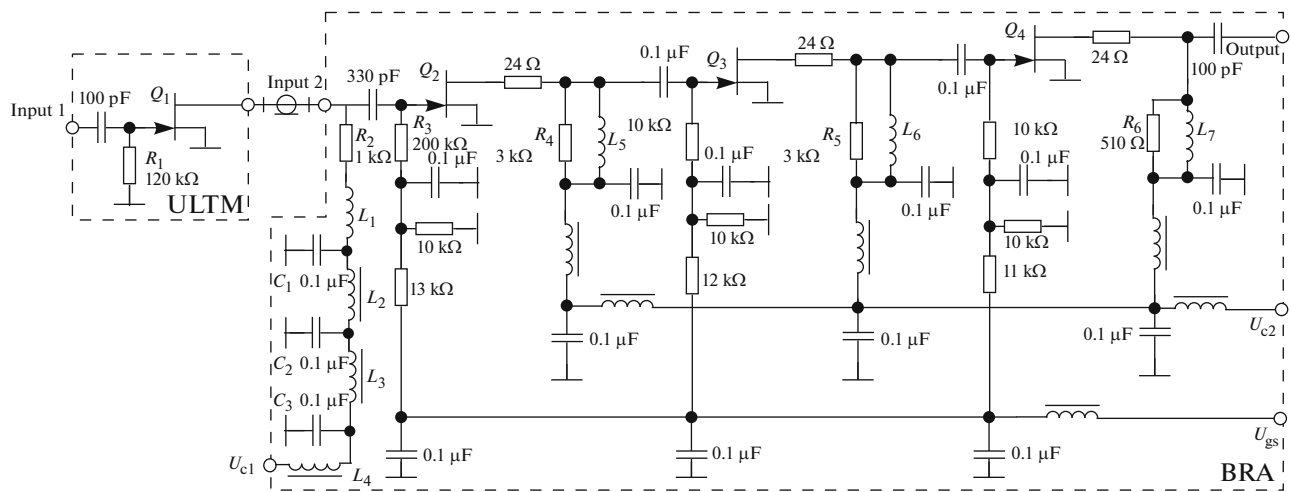 Input 1
100 pF
Q1
R1
120 kΩ
ULTM
Input 2
330 pF
R2
1 kΩ
R3
200 kΩ
0.1 µF
10 kΩ
13 kΩ
L1
C1 0.1 µF
L2
C2 0.1 µF
L3
C3 0.1 µF
Uc1
L4
0.1 µF
Q2
24 Ω
R4
3 kΩ
L5
0.1 µF
0.1 µF
0.1 µF
10 kΩ
0.1 µF
10 kΩ
12 kΩ
0.1 µF
Q3
24 Ω
R5
3 kΩ
L6
0.1 µF
0.1 µF
0.1 µF
10 kΩ
0.1 µF
10 kΩ
11 kΩ
0.1 µF
Q4
24 Ω
R6
510 Ω
L7
0.1 µF
0.1 µF
100 pF
Output
Uc2
Ugs
BRA